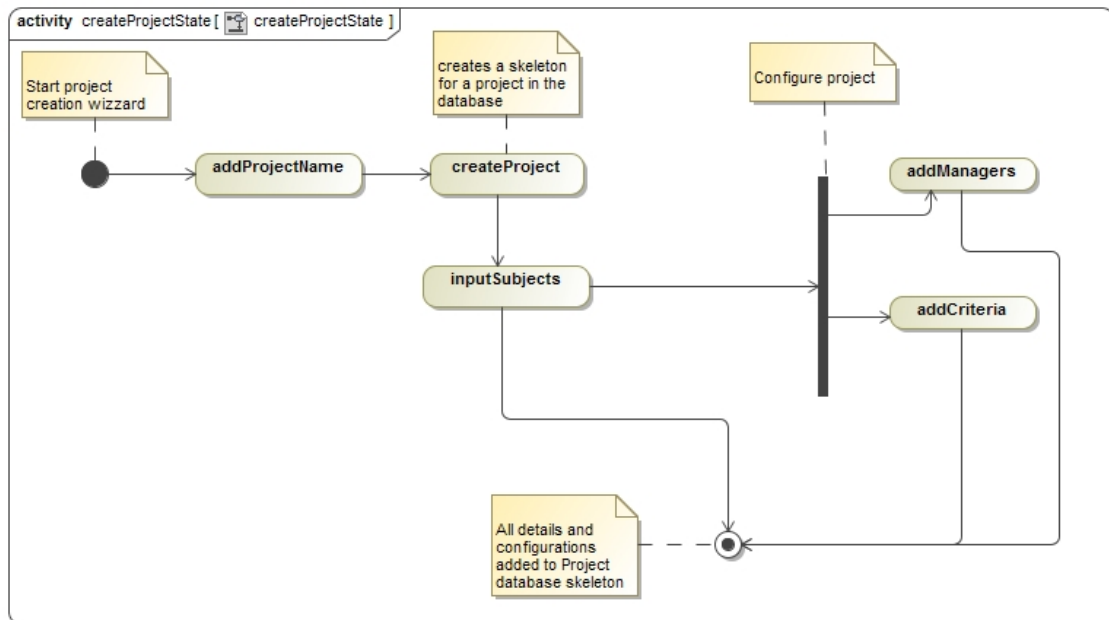 activity createProjectState [ createProjectState ]
Start project
creation wizzard
creates a skeleton
for a project in the
database
Configure project
addProjectName
createProject
addManagers
inputSubjects
addCriteria
All details and
configurations
added to Project
database skeleton